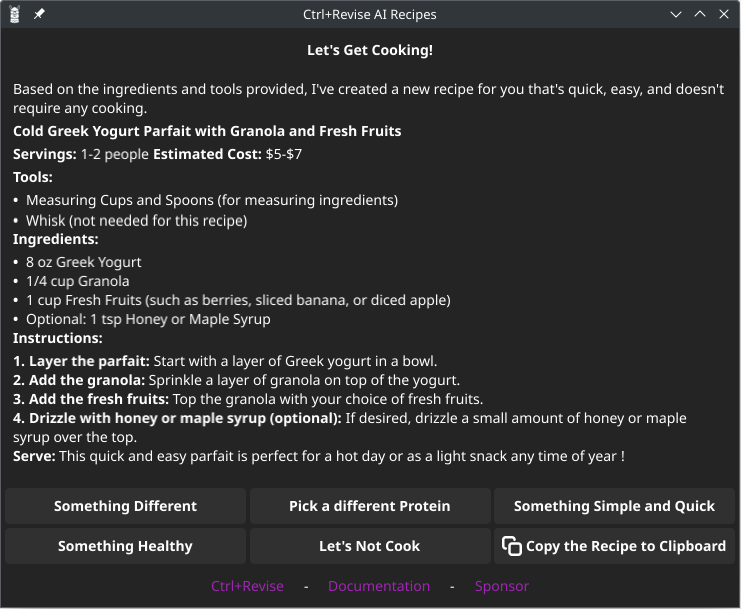 Ctrl+Revise AI Recipes
Let's Get Cooking!
Based on the ingredients and tools provided, I've created a new recipe for you that's quick, easy, and doesn't
require any cooking.
Cold Greek Yogurt Parfait with Granola and Fresh Fruits
Servings: 1-2 people Estimated Cost: $5-$7
Tools:
• Measuring Cups and Spoons (for measuring ingredients)
• Whisk (not needed for this recipe)
Ingredients:
• 8 oz Greek Yogurt
• 1/4 cup Granola
• 1 cup Fresh Fruits (such as berries, sliced banana, or diced apple)
• Optional: 1 tsp Honey or Maple Syrup
Instructions:
1. Layer the parfait: Start with a layer of Greek yogurt in a bowl.
2. Add the granola: Sprinkle a layer of granola on top of the yogurt.
3. Add the fresh fruits: Top the granola with your choice of fresh fruits.
4. Drizzle with honey or maple syrup (optional): If desired, drizzle a small amount of honey or maple
syrup over the top.
Serve: This quick and easy parfait is perfect for a hot day or as a light snack any time of year !
Something Different Pick a different Protein Something Simple and Quick
Something Healthy Let's Not Cook Copy the Recipe to Clipboard
Ctrl+Revise - Documentation - Sponsor